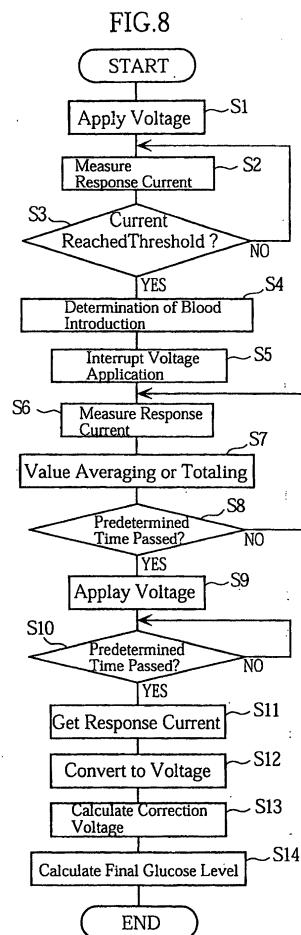 FIG.8
START
Apply Voltage
S1
Measure
Response Current
S2
S3
Current
ReachedThreshold ?
NO
YES
S4
Determination of Blood
Introduction
Interrupt Voltage
Application
S5
S6
Measure Response
Current
S7
Value Averaging or Totaling
S8
Predetermined
Time Passed?
NO
YES
Applay Voltage
S9
S10
Predetermined
Time Passed?
NO
YES
Get Response Current
S11
Convert to Voltage
S12
Calculate Correction
Voltage
S13
Calculate Final Glucose Level
S14
END